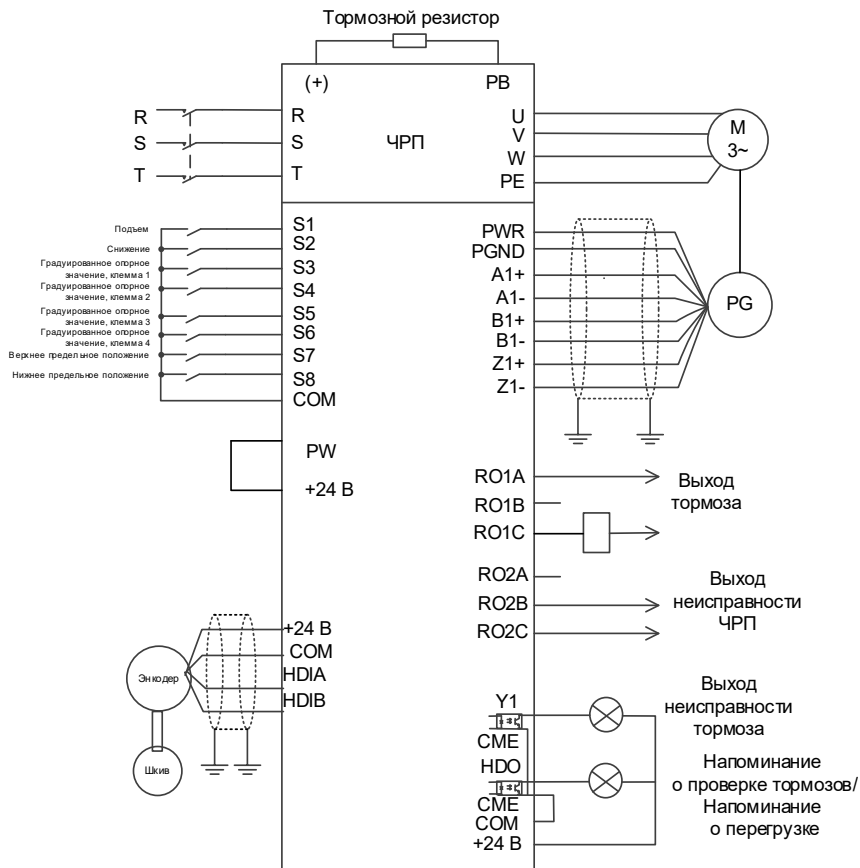 Тормозной резистор
(+)
PB
R
S
T
R
S
T
ЧРП
U
V
W
PE
M
3~
Подъем
Снижение
Градуированное опорное
значение, клемма 1
Градуированное опорное
значение, клемма 2
Градуированное опорное
значение, клемма 3
Градуированное опорное
значение, клемма 4
Верхнее предельное положение
Нижнее предельное положение
S1
S2
S3
S4
S5
S6
S7
S8
COM
PW
+24 В
PWR
PGND
A1+
A1-
B1+
B1-
Z1+
Z1-
PG
RO1A
RO1B
RO1C
Выход
тормоза
RO2A
RO2B
RO2C
Выход
неисправности
ЧРП
+24 В
COM
HDIA
HDIB
Энкодер
Шкив
Y1
CME
HDO
CME
COM
+24 В
Выход
неисправности
тормоза
Напоминание
о проверке тормозов/
Напоминание
о перегрузке